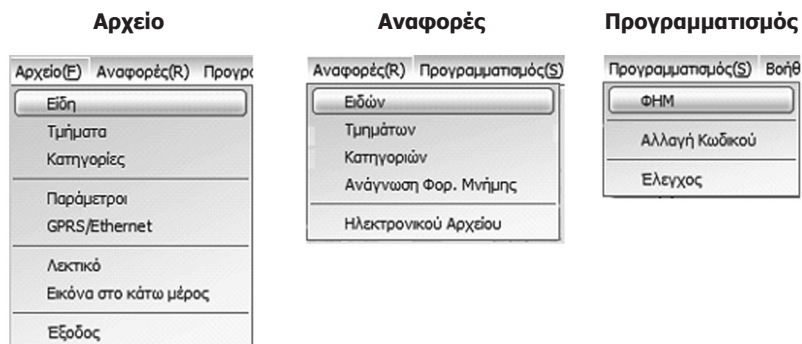 Αρχείο
Αρχείο(F) Αναφορές(R)
Είδη
Τμήματα
Κατηγορίες
Παράμετροι
GPRS/Ethernet
Λεκτικό
Εικόνα στο κάτω μέρος
Έξοδος
Αναφορές
Αναφορές(R) Προγραμματισμός(S)
Ειδών
Τμημάτων
Κατηγοριών
Ανάγνωση Φορ. Μνήμης
Ηλεκτρονικού Αρχείου
Προγραμματισμός
Προγραμματισμός(S)
ΦΗΜ
Αλλαγή Κωδικού
Έλεγχος